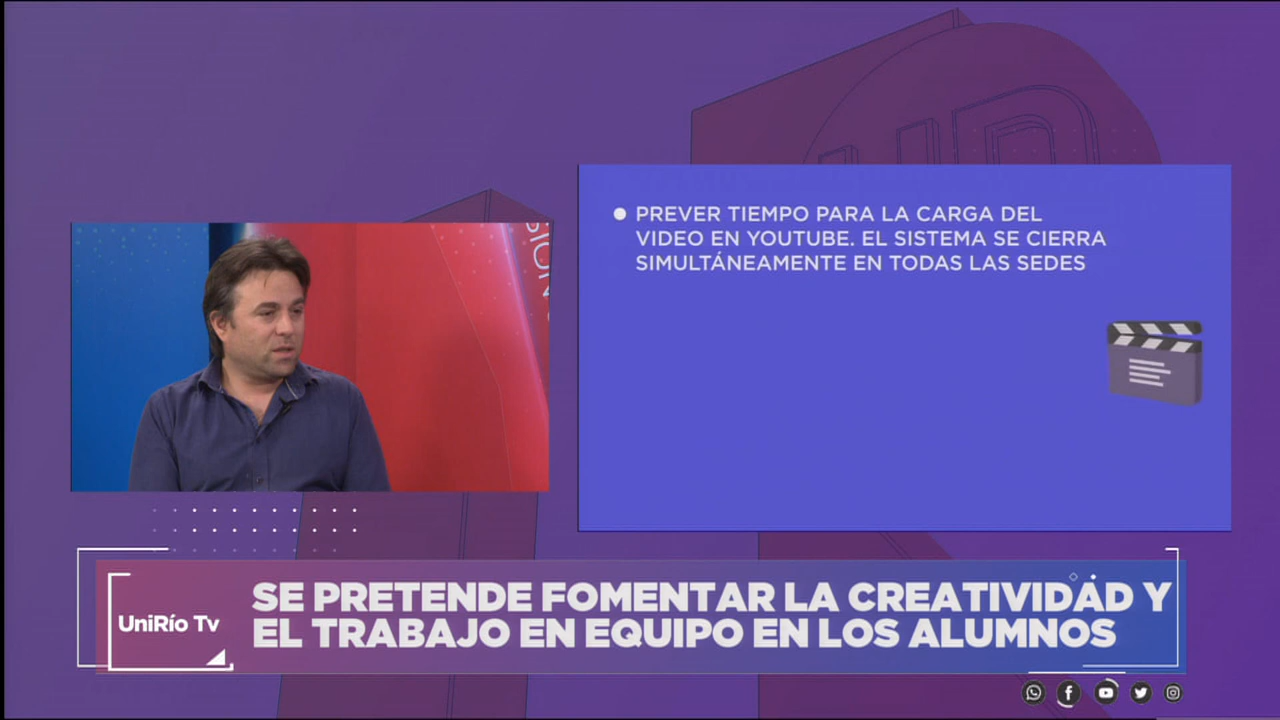 PREVER TIEMPO PARA LA CARGA DEL
VIDEO EN YOUTUBE. EL SISTEMA SE CIERRA
SIMULTÁNEAMENTE EN TODAS LAS SEDES
UniRío Tv
SE PRETENDE FOMENTAR LA CREATIVIDAD Y
EL TRABAJO EN EQUIPO EN LOS ALUMNOS